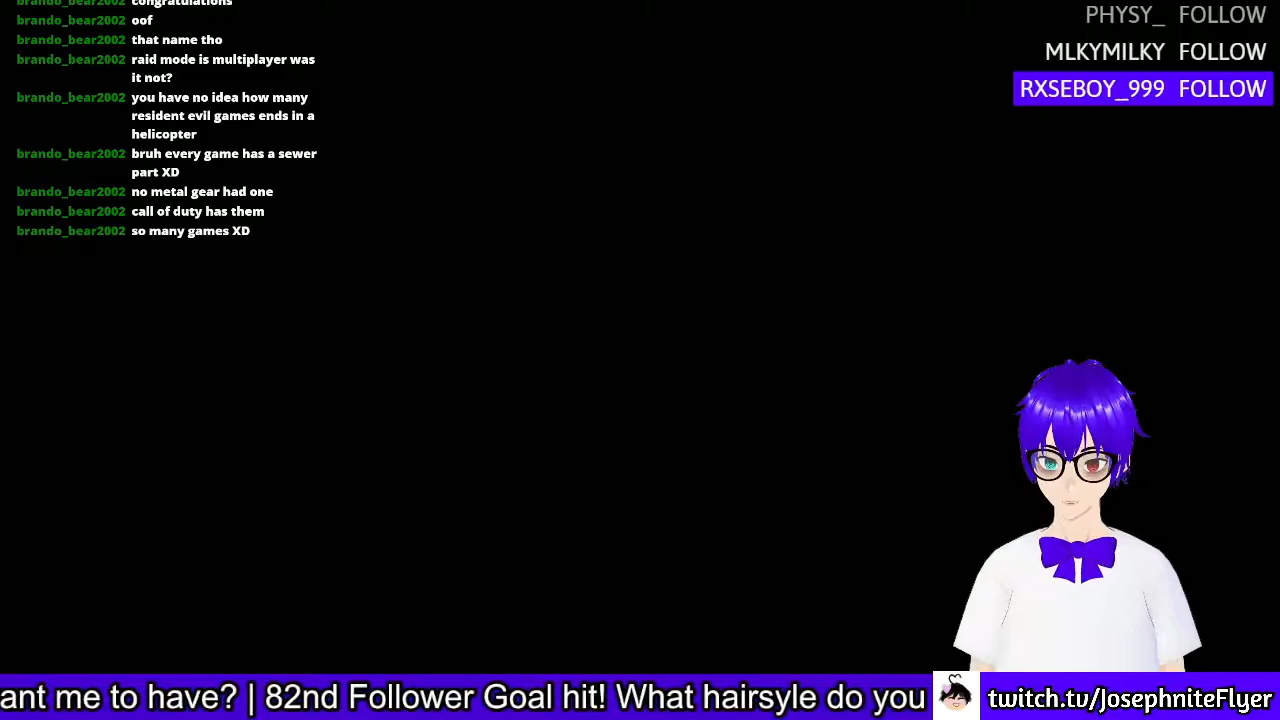 brando_bear2002 congratulations
brando_bear2002 oof
brando_bear2002 that name tho
brando_bear2002 raid mode is multiplayer was
it not?
brando_bear2002 you have no idea how many
resident evil games ends in a
helicopter
brando_bear2002 bruh every game has a sewer
part XD
brando_bear2002 no metal gear had one
brando_bear2002 call of duty has them
brando_bear2002 so many games XD
PHYSY_ FOLLOW
MLKYMILKY FOLLOW
RXSEBOY_999 FOLLOW
ant me to have? | 82nd Follower Goal hit! What hairsyle do you
twitch.tv/JosephniteFlyer